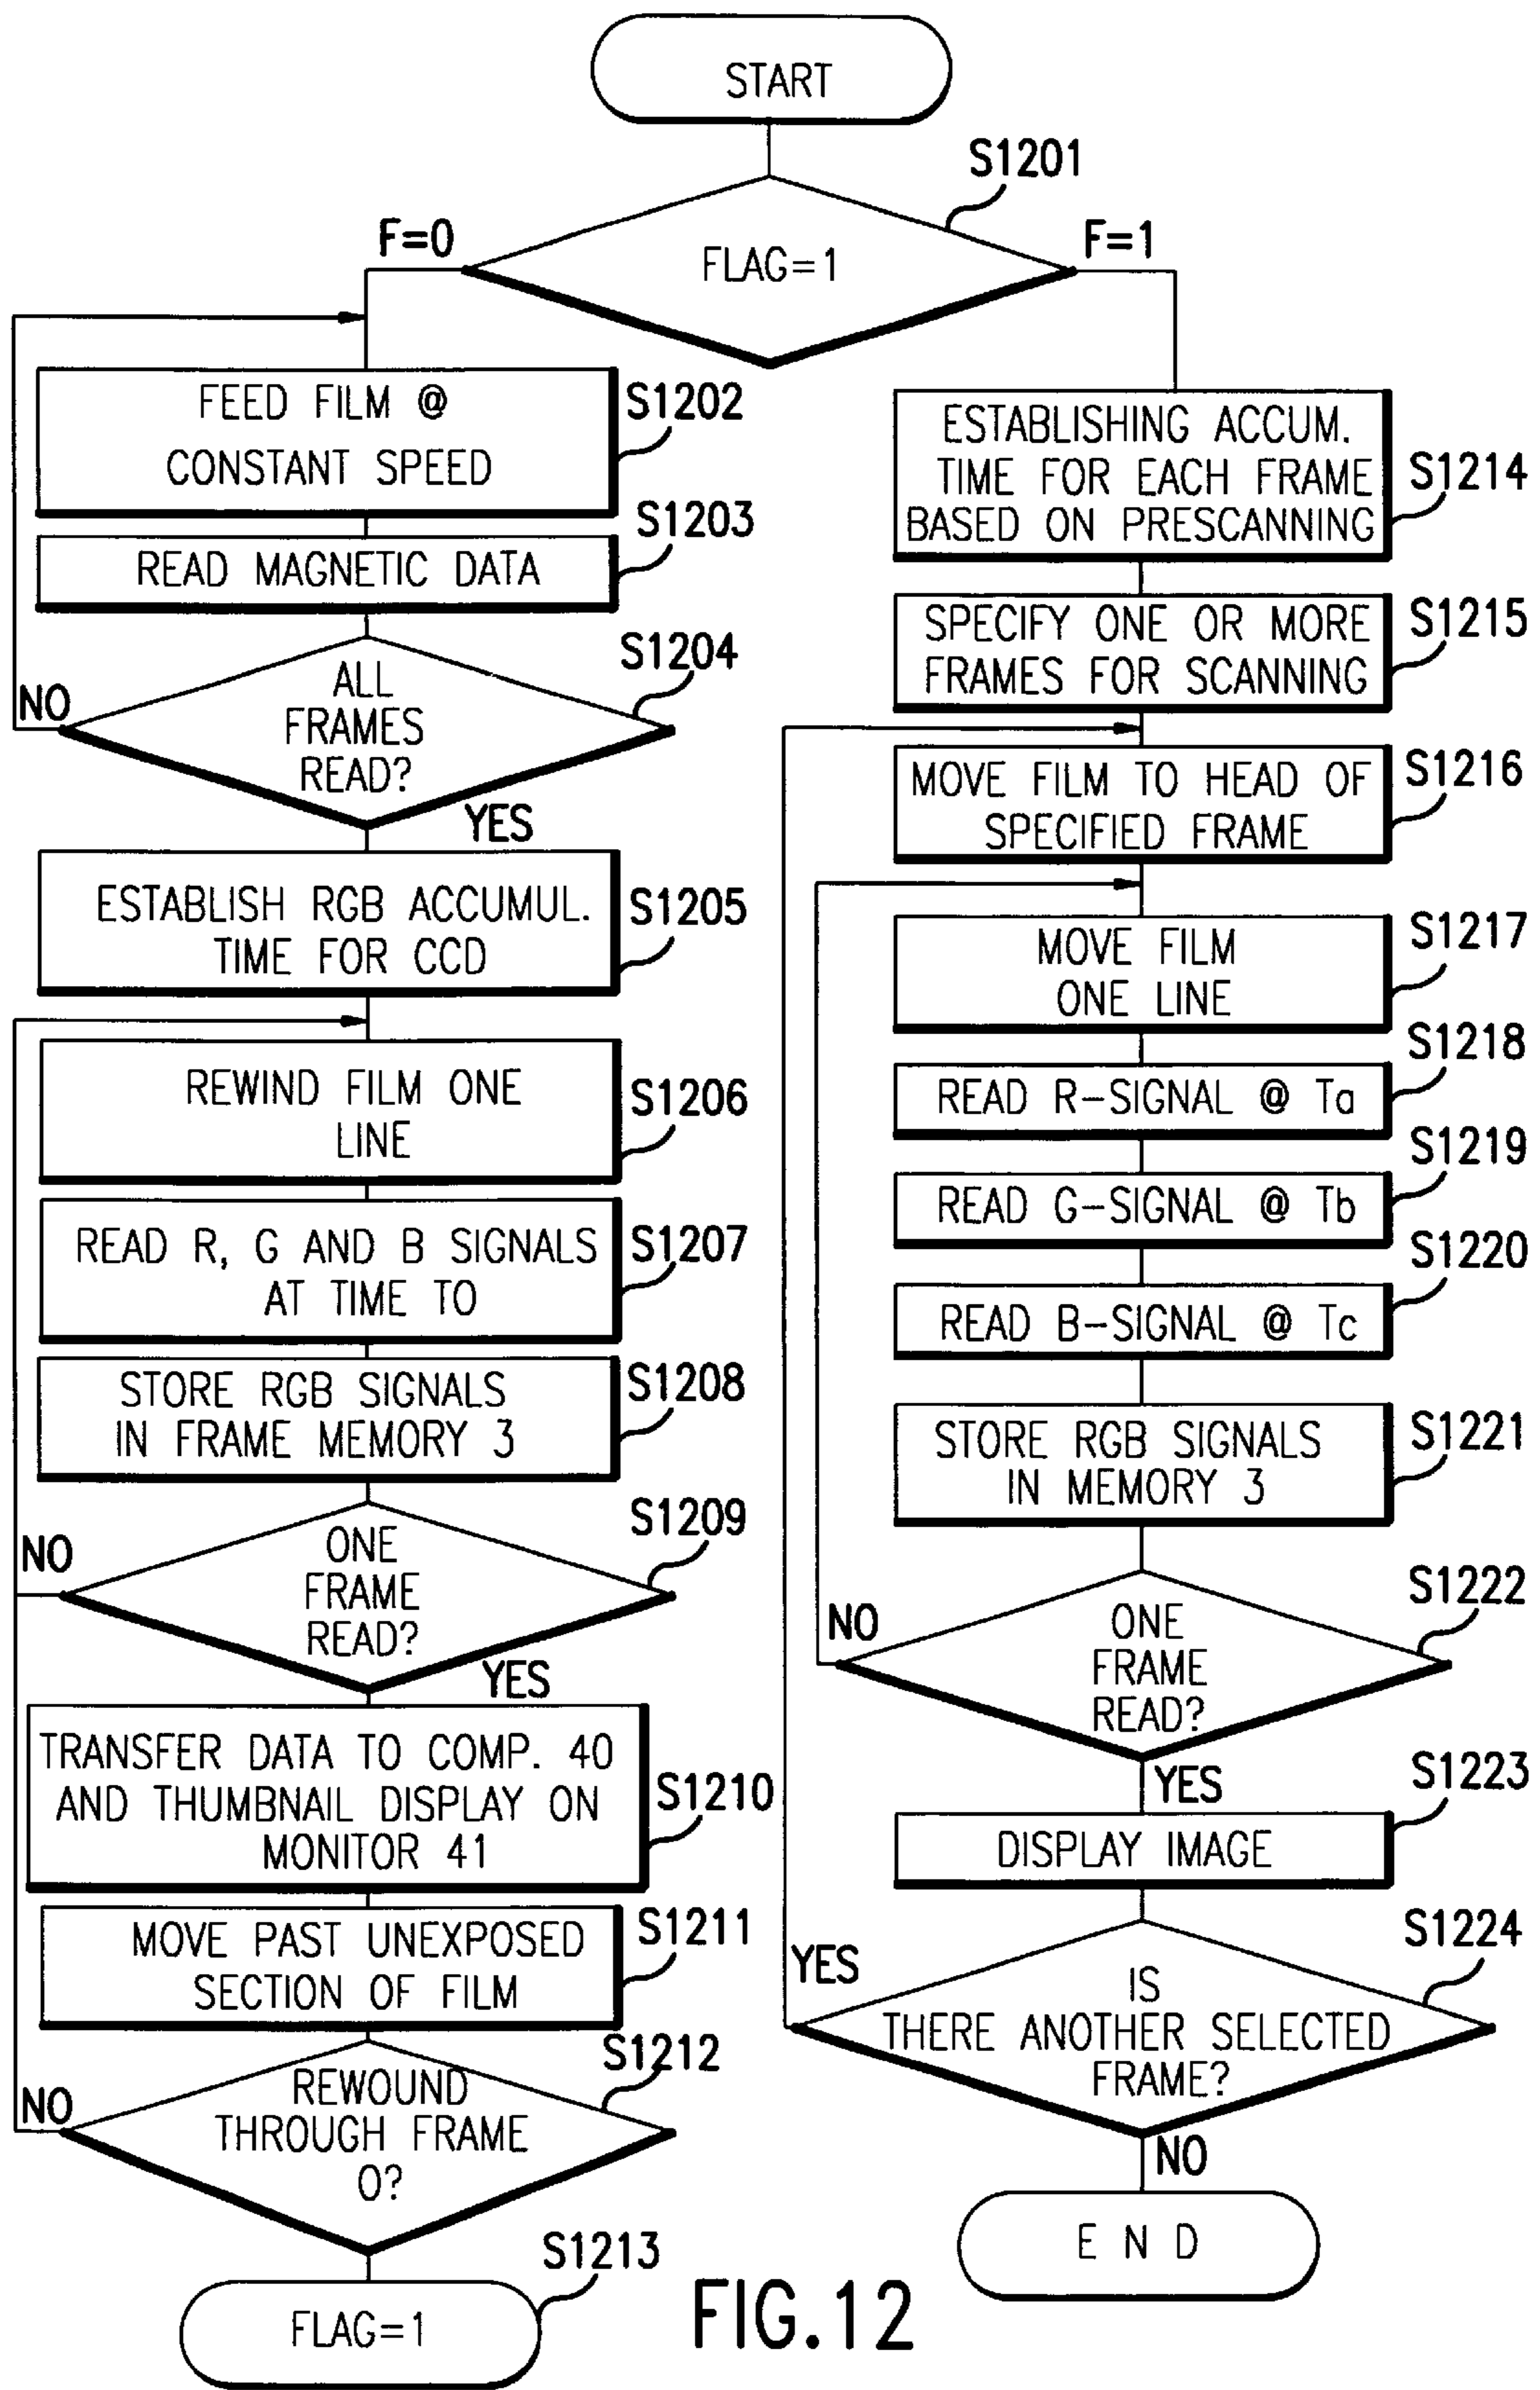 START
S1201
F=0
FLAG=1
F=1
FEED FILM @
CONSTANT SPEED
S1202
READ MAGNETIC DATA
S1203
ALL
FRAMES
READ?
S1204
NO
YES
ESTABLISH RGB ACCUMUL.
TIME FOR CCD
S1205
REWIND FILM ONE
LINE
S1206
READ R, G AND B SIGNALS
AT TIME TO
S1207
STORE RGB SIGNALS
IN FRAME MEMORY 3
S1208
ONE
FRAME
READ?
S1209
NO
YES
TRANSFER DATA TO COMP. 40
AND THUMBNAIL DISPLAY ON
MONITOR 41
S1210
MOVE PAST UNEXPOSED
SECTION OF FILM
S1211
REWOUND
THROUGH FRAME
0?
S1212
NO
FLAG=1
S1213
ESTABLISHING ACCUM.
TIME FOR EACH FRAME
BASED ON PRESCANNING
S1214
SPECIFY ONE OR MORE
FRAMES FOR SCANNING
S1215
MOVE FILM TO HEAD OF
SPECIFIED FRAME
S1216
MOVE FILM
ONE LINE
S1217
READ R-SIGNAL @ Ta
S1218
READ G-SIGNAL @ Tb
S1219
READ B-SIGNAL @ Tc
S1220
STORE RGB SIGNALS
IN MEMORY 3
S1221
ONE
FRAME
READ?
S1222
NO
YES
DISPLAY IMAGE
S1223
IS
THERE ANOTHER SELECTED
FRAME?
S1224
YES
NO
E N D
FIG.12